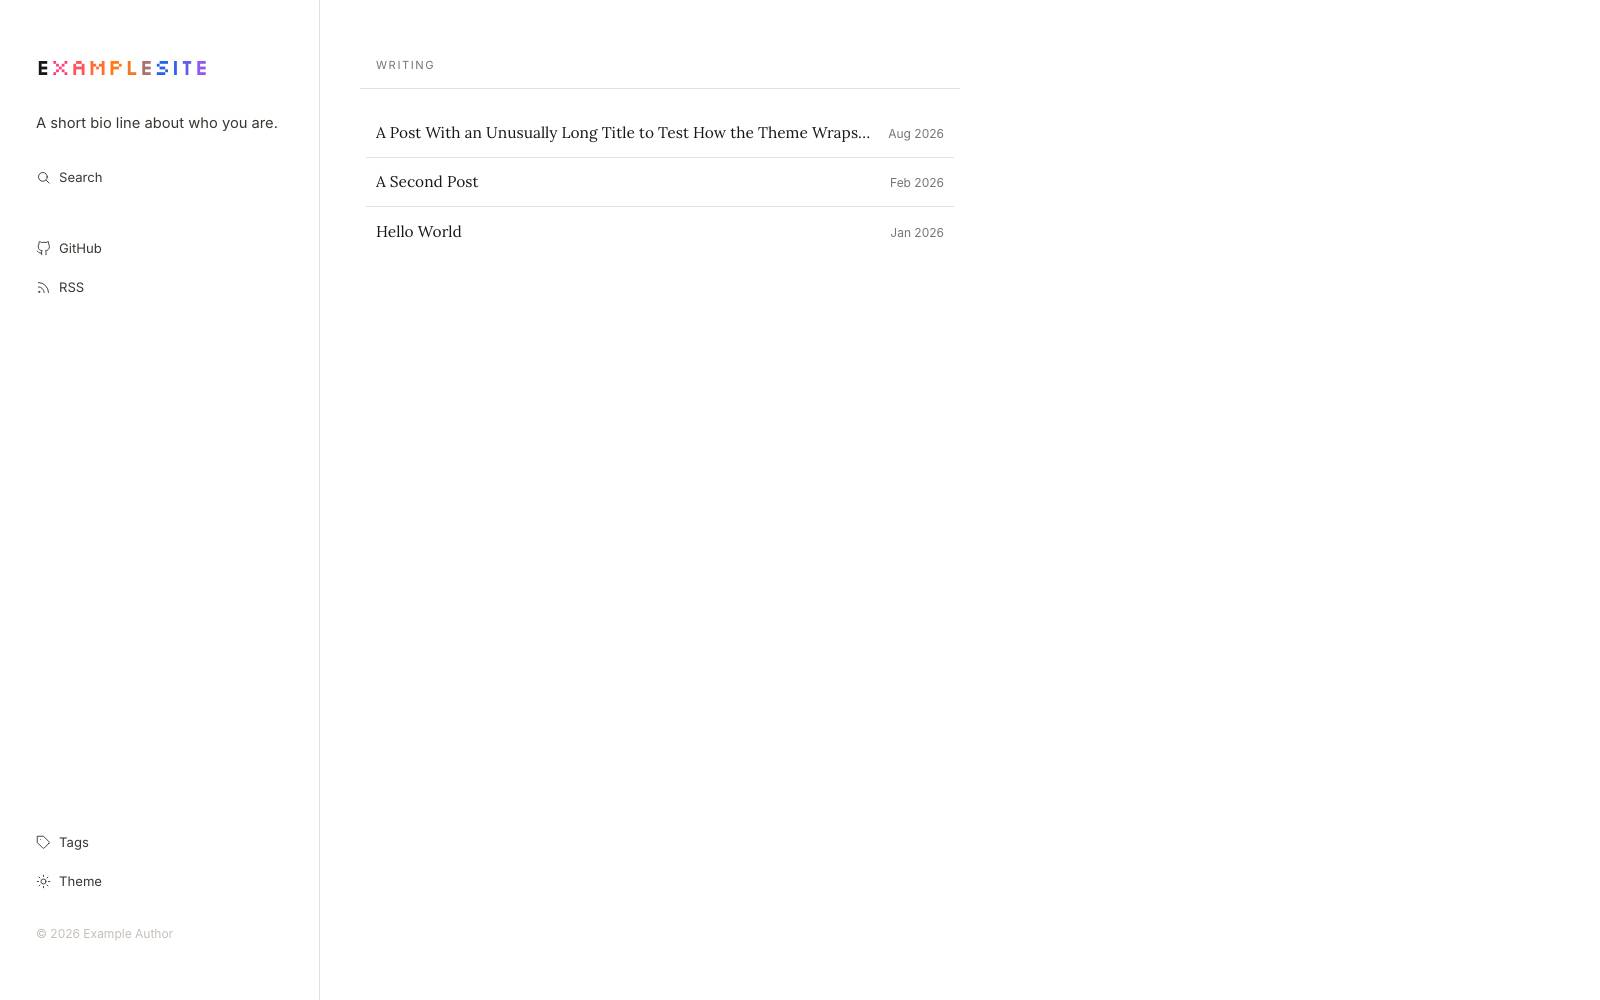 EXAMPLESITE
A short bio line about who you are.
Search
GitHub
RSS
Tags
Theme
© 2026 Example Author
WRITING
A Post With an Unusually Long Title to Test How the Theme Wraps... Aug 2026
A Second Post Feb 2026
Hello World Jan 2026